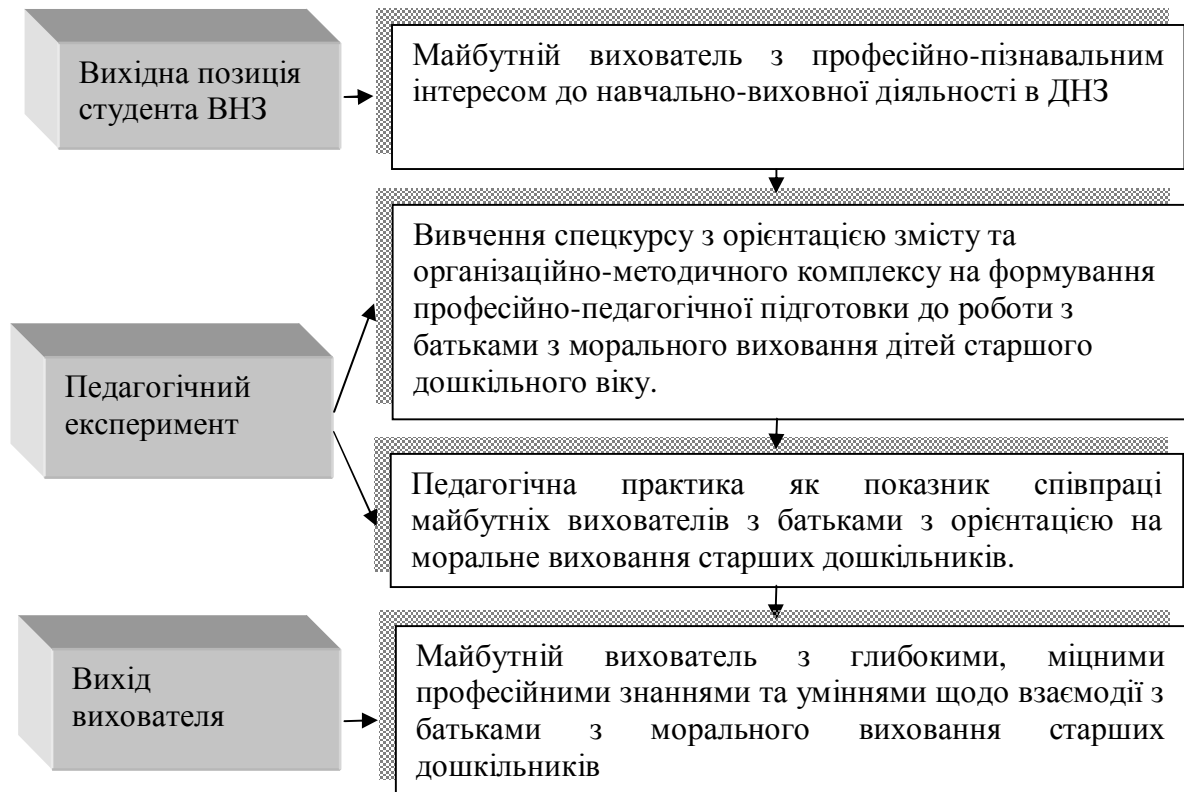 Вихідна позиція
студента ВНЗ
Майбутній вихователь з професійно-пізнавальним
інтересом до навчально-виховної діяльності в ДНЗ
Педагогічний
експеримент
Вивчення спецкурсу з орієнтацією змісту та
організаційно-методичного комплексу на формування
професійно-педагогічної підготовки до роботи з
батьками з морального виховання дітей старшого
дошкільного віку.
Педагогічна практика як показник співпраці
майбутніх вихователів з батьками з орієнтацією на
моральне виховання старших дошкільників.
Вихід
вихователя
Майбутній вихователь з глибокими, міцними
професійними знаннями та уміннями щодо взаємодії з
батьками з морального виховання старших
дошкільників